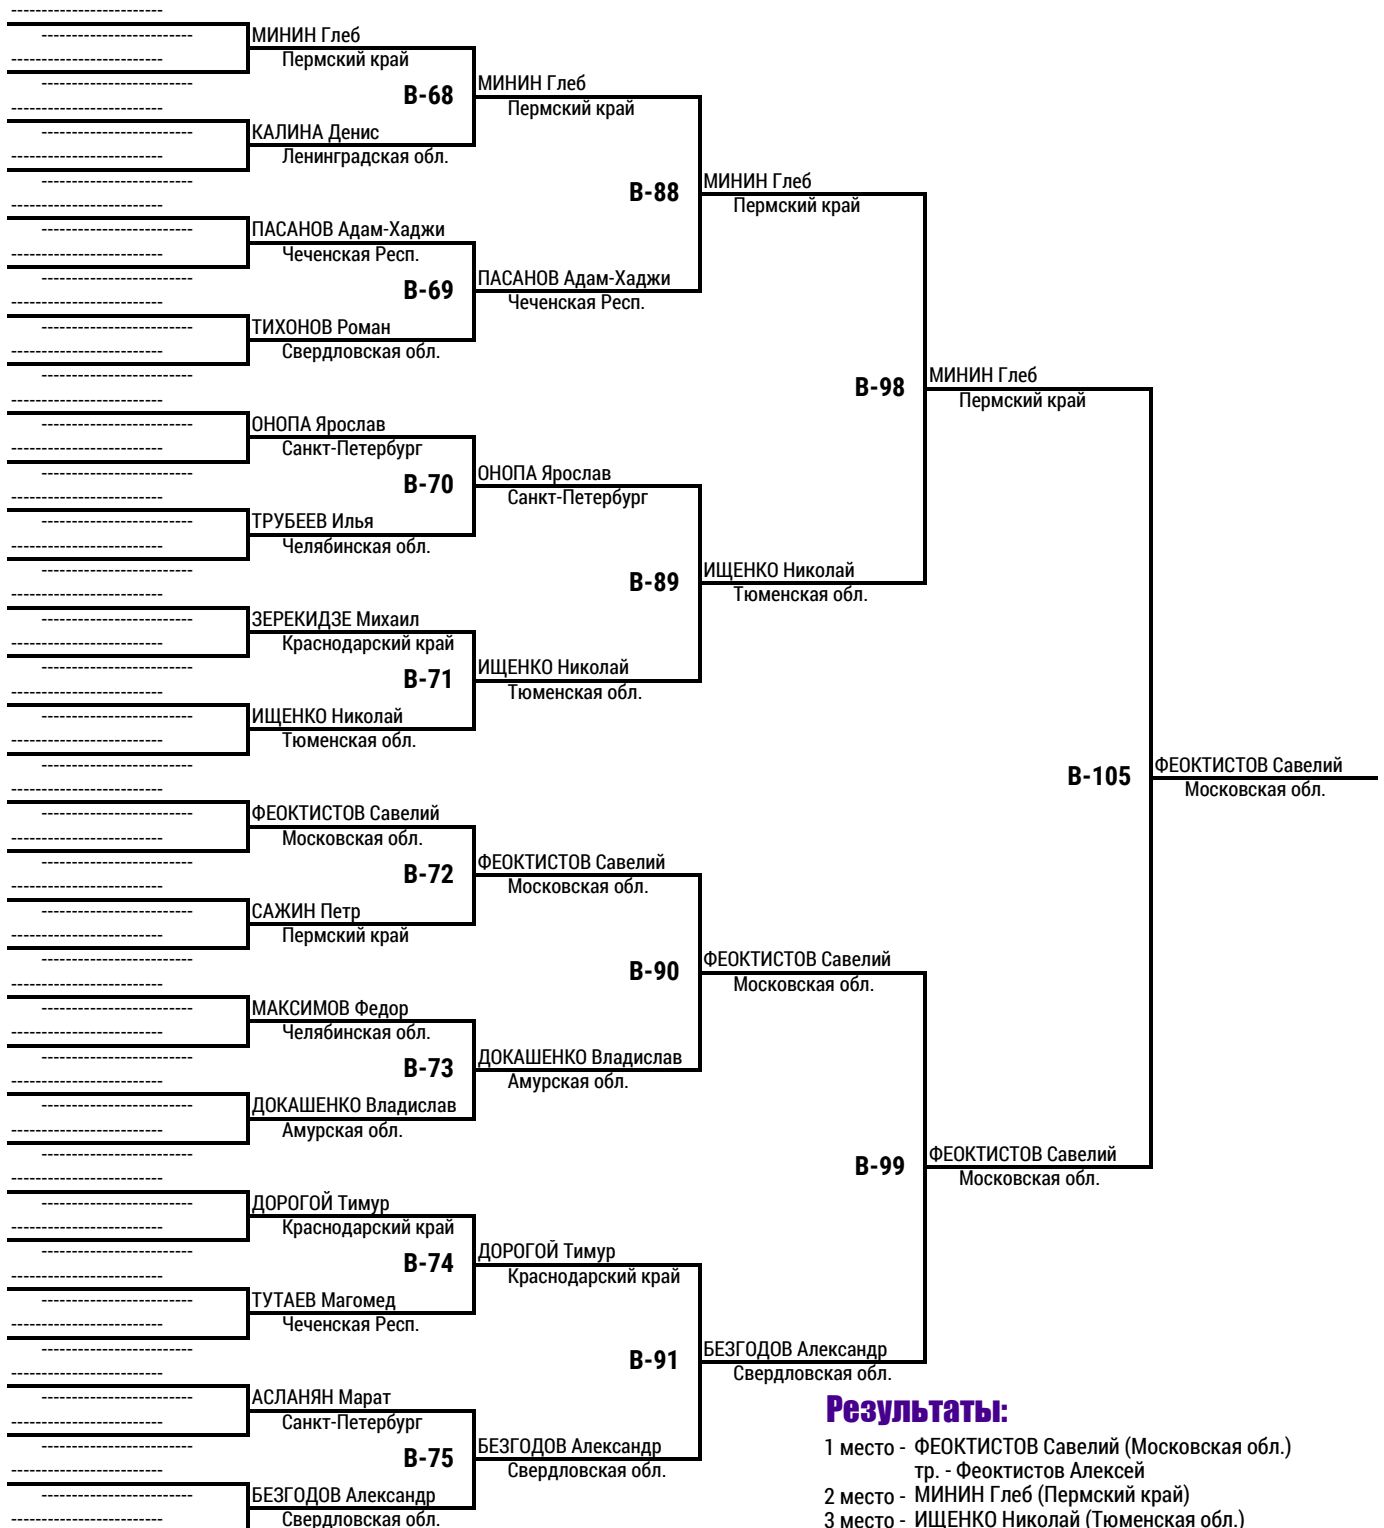 МИНИН Глеб
Пермский край
B-68
КАЛИНА Денис
Ленинградская обл.
ПАСАНОВ Адам-Хаджи
Чеченская Респ.
B-69
ТИХОНОВ Роман
Свердловская обл.
ОНОПА Ярослав
Санкт-Петербург
B-70
ТРУБЕЕВ Илья
Челябинская обл.
ЗЕРЕКИДЗЕ Михаил
Краснодарский край
B-71
ИЩЕНКО Николай
Тюменская обл.
ФЕОКТИСТОВ Савелий
Московская обл.
B-72
САЖИН Петр
Пермский край
МАКСИМОВ Федор
Челябинская обл.
B-73
ДОКАШЕНКО Владислав
Амурская обл.
ДОРОГОЙ Тимур
Краснодарский край
B-74
ТУТАЕВ Магомед
Чеченская Респ.
АСЛАНЯН Марат
Санкт-Петербург
B-75
БЕЗГОДОВ Александр
Свердловская обл.
МИНИН Глеб
Пермский край
B-88
ПАСАНОВ Адам-Хаджи
Чеченская Респ.
ОНОПА Ярослав
Санкт-Петербург
B-89
ИЩЕНКО Николай
Тюменская обл.
ФЕОКТИСТОВ Савелий
Московская обл.
B-90
ДОКАШЕНКО Владислав
Амурская обл.
ДОРОГОЙ Тимур
Краснодарский край
B-91
БЕЗГОДОВ Александр
Свердловская обл.
МИНИН Глеб
Пермский край
B-98
ИЩЕНКО Николай
Тюменская обл.
ФЕОКТИСТОВ Савелий
Московская обл.
B-99
БЕЗГОДОВ Александр
Свердловская обл.
МИНИН Глеб
Пермский край
B-105
ФЕОКТИСТОВ Савелий
Московская обл.
ФЕОКТИСТОВ Савелий
Московская обл.
Результаты:
1 место - ФЕОКТИСТОВ Савелий (Московская обл.)
тр. - Феоктистов Алексей
2 место - МИНИН Глеб (Пермский край)
3 место - ИЩЕНКО Николай (Тюменская обл.)